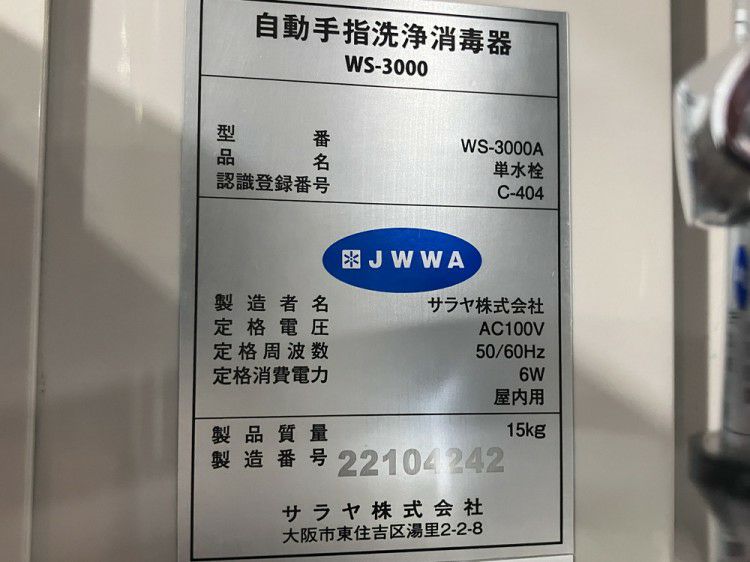 自動手指洗浄消毒器
WS-3000
型番 WS-3000A
品名 単水栓
認識登録番号 C-404
JWWA
製造者名 サラヤ株式会社
定格電圧 AC100V
定格周波数 50/60Hz
定格消費電力 6W
屋内用
製品質量 15kg
製造番号 22104242
サラヤ株式会社
大阪市東住吉区湯里2-2-8